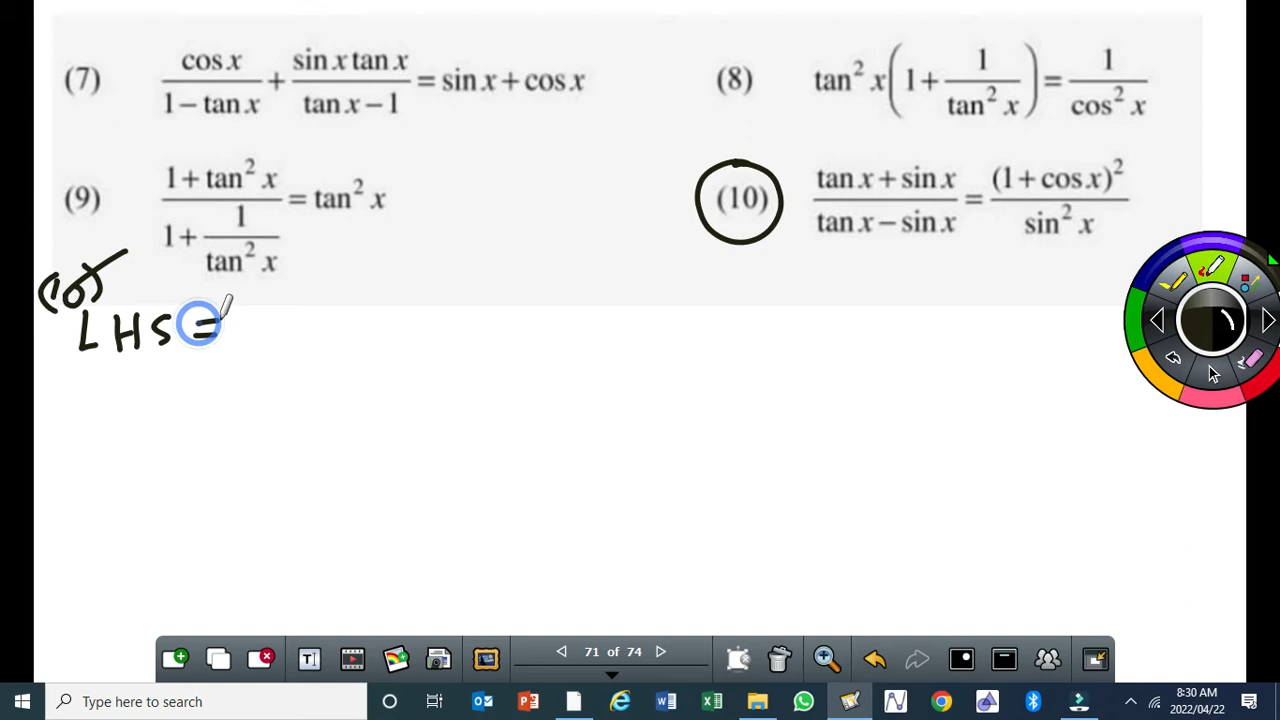 (7) cos x / (1 − tan x) + sin x tan x / (tan x − 1) = sin x + cos x
(8) tan² x (1 + 1 / tan² x) = 1 / cos² x
(9) (1 + tan² x) / (1 + 1 / tan² x) = tan² x
(10) (tan x + sin x) / (tan x − sin x) = (1 + cos x)² / sin² x
(10)
LHS =
71 of 74
Type here to search
8:30 AM
2022/04/22